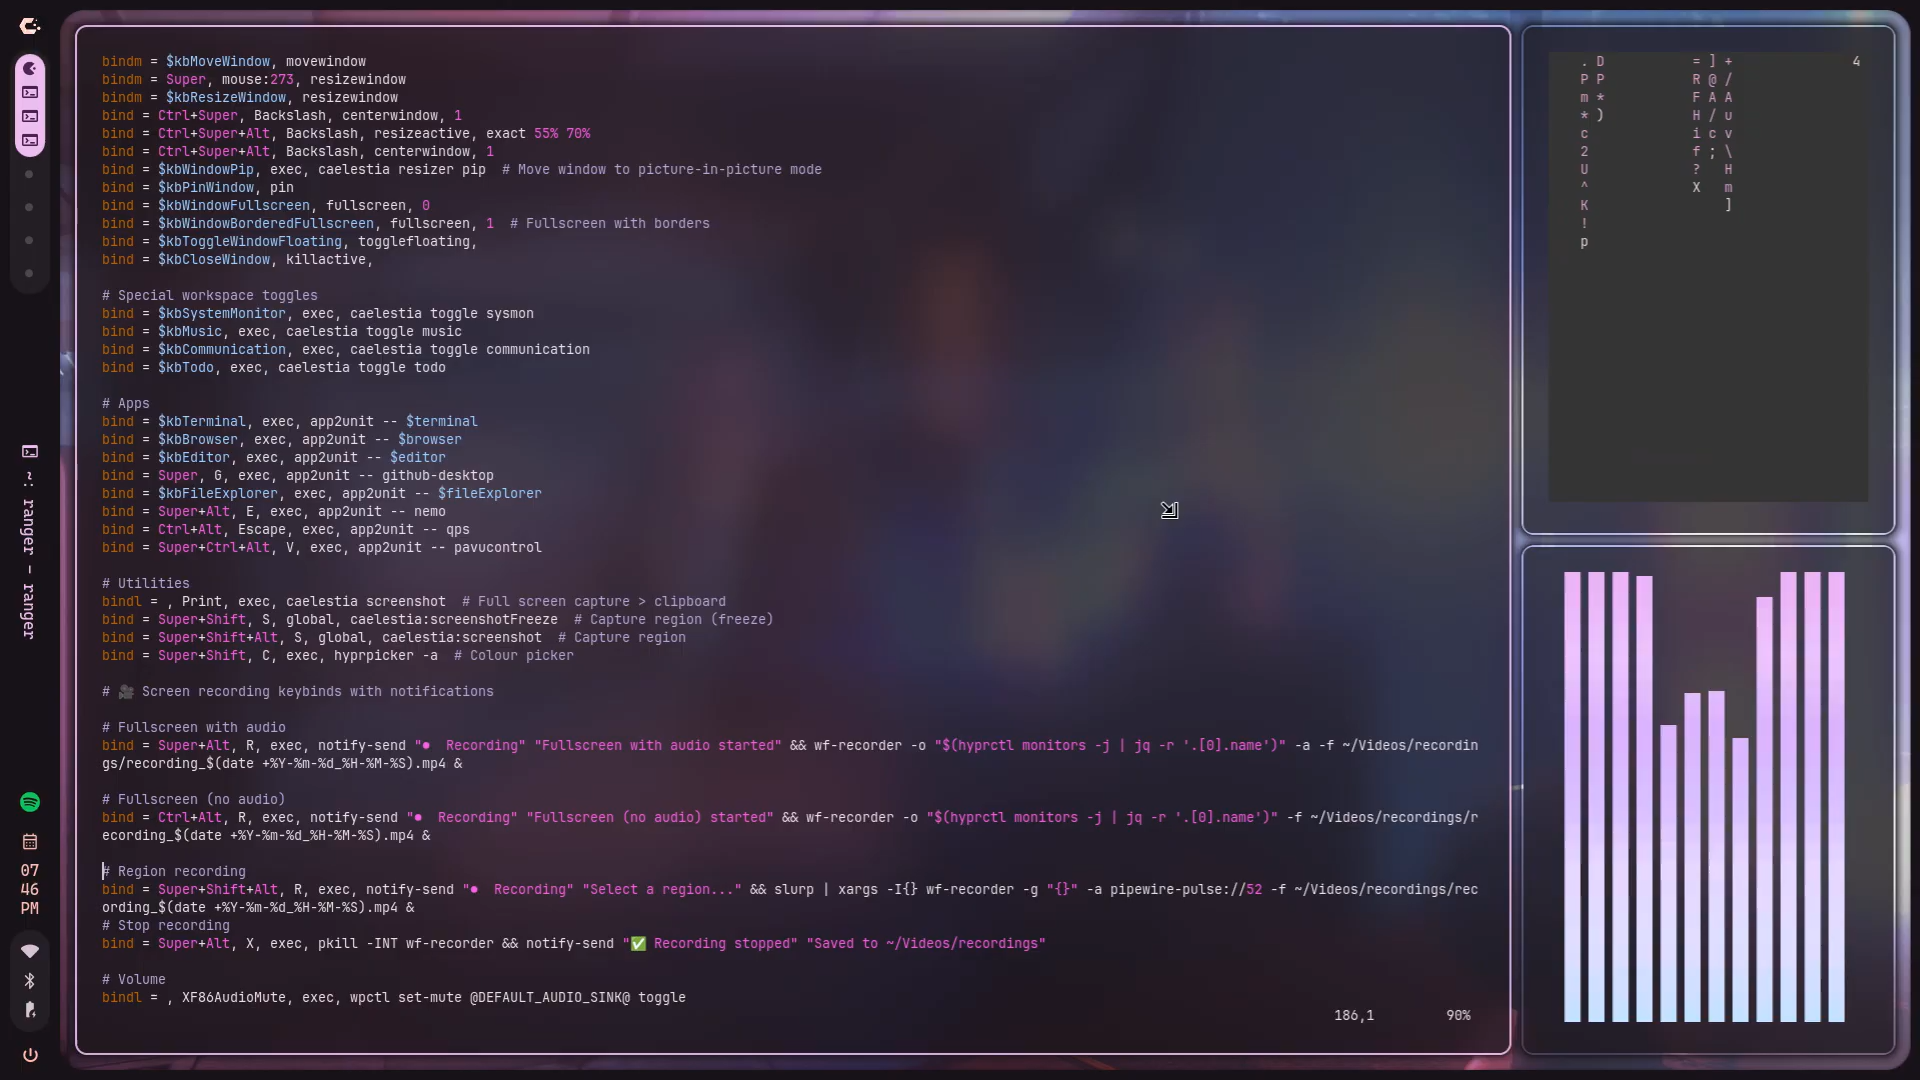 bindm = $kbMoveWindow, movewindow
bindm = Super, mouse:273, resizewindow
bindm = $kbResizeWindow, resizewindow
bind = Ctrl+Super, Backslash, centerwindow, 1
bind = Ctrl+Super+Alt, Backslash, resizeactive, exact 55% 70%
bind = Ctrl+Super+Alt, Backslash, centerwindow, 1
bind = $kbWindowPip, exec, caelestia resizer pip  # Move window to picture-in-picture mode
bind = $kbPinWindow, pin
bind = $kbWindowFullscreen, fullscreen, 0
bind = $kbWindowBorderedFullscreen, fullscreen, 1  # Fullscreen with borders
bind = $kbToggleWindowFloating, togglefloating,
bind = $kbCloseWindow, killactive,
# Special workspace toggles
bind = $kbSystemMonitor, exec, caelestia toggle sysmon
bind = $kbMusic, exec, caelestia toggle music
bind = $kbCommunication, exec, caelestia toggle communication
bind = $kbTodo, exec, caelestia toggle todo
# Apps
bind = $kbTerminal, exec, app2unit -- $terminal
bind = $kbBrowser, exec, app2unit -- $browser
bind = $kbEditor, exec, app2unit -- $editor
bind = Super, G, exec, app2unit -- github-desktop
bind = $kbFileExplorer, exec, app2unit -- $fileExplorer
bind = Super+Alt, E, exec, app2unit -- nemo
bind = Ctrl+Alt, Escape, exec, app2unit -- qps
bind = Super+Ctrl+Alt, V, exec, app2unit -- pavucontrol
# Utilities
bindl = , Print, exec, caelestia screenshot  # Full screen capture > clipboard
bind = Super+Shift, S, global, caelestia:screenshotFreeze  # Capture region (freeze)
bind = Super+Shift+Alt, S, global, caelestia:screenshot  # Capture region
bind = Super+Shift, C, exec, hyprpicker -a  # Colour picker
# 🎥 Screen recording keybinds with notifications
# Fullscreen with audio
bind = Super+Alt, R, exec, notify-send "⏺  Recording" "Fullscreen with audio started" && wf-recorder -o "$(hyprctl monitors -j | jq -r '.[0].name')" -a -f ~/Videos/recordin
gs/recording_$(date +%Y-%m-%d_%H-%M-%S).mp4 &
# Fullscreen (no audio)
bind = Ctrl+Alt, R, exec, notify-send "⏺  Recording" "Fullscreen (no audio) started" && wf-recorder -o "$(hyprctl monitors -j | jq -r '.[0].name')" -f ~/Videos/recordings/r
ecording_$(date +%Y-%m-%d_%H-%M-%S).mp4 &
# Region recording
bind = Super+Shift+Alt, R, exec, notify-send "⏺  Recording" "Select a region..." && slurp | xargs -I{} wf-recorder -g "{}" -a pipewire-pulse://52 -f ~/Videos/recordings/rec
ording_$(date +%Y-%m-%d_%H-%M-%S).mp4 &
# Stop recording
bind = Super+Alt, X, exec, pkill -INT wf-recorder && notify-send "✅ Recording stopped" "Saved to ~/Videos/recordings"
# Volume
bindl = , XF86AudioMute, exec, wpctl set-mute @DEFAULT_AUDIO_SINK@ toggle
186,1 90%
. D = ] + 4
P P R @ /
m * F A A
* ) H / u
c i c v
2 f ; \
U ? H
^ X m
K ]
!
p
~: ranger — ranger
07
46
PM